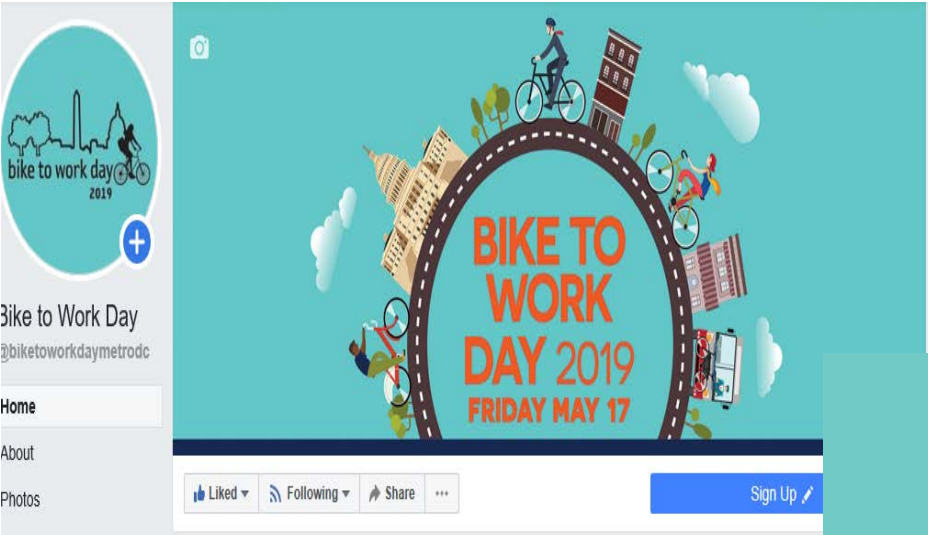 bike to work day
2019
Bike to Work Day
@biketoworkdaymetrodc
Home
About
Photos
BIKE TO
WORK
DAY 2019
FRIDAY MAY 17
Liked
Following
Share
Sign Up